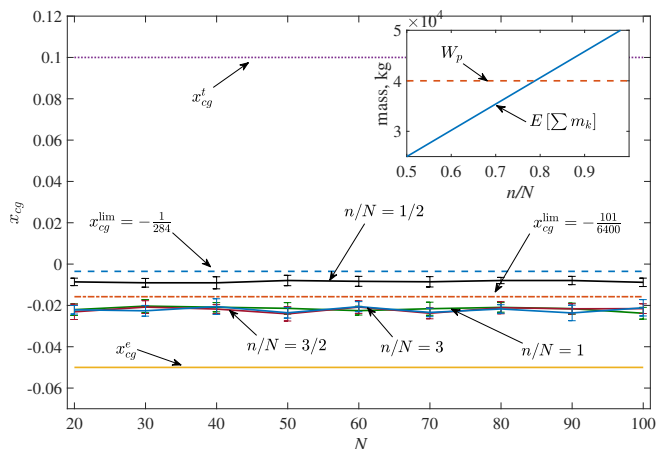 0.12
0.1
0.08
0.06
0.04
0.02
0
-0.02
-0.04
-0.06
x_cg
20 30 40 50 60 70 80 90 100
N
x^t_cg
x^lim_cg = −1/284
n/N = 1/2
x^lim_cg = −101/6400
x^e_cg
n/N = 3/2
n/N = 3
n/N = 1
5 ×10⁴
4
3
mass, kg
W_p
E [∑ m_k]
0.5 0.6 0.7 0.8 0.9
n/N